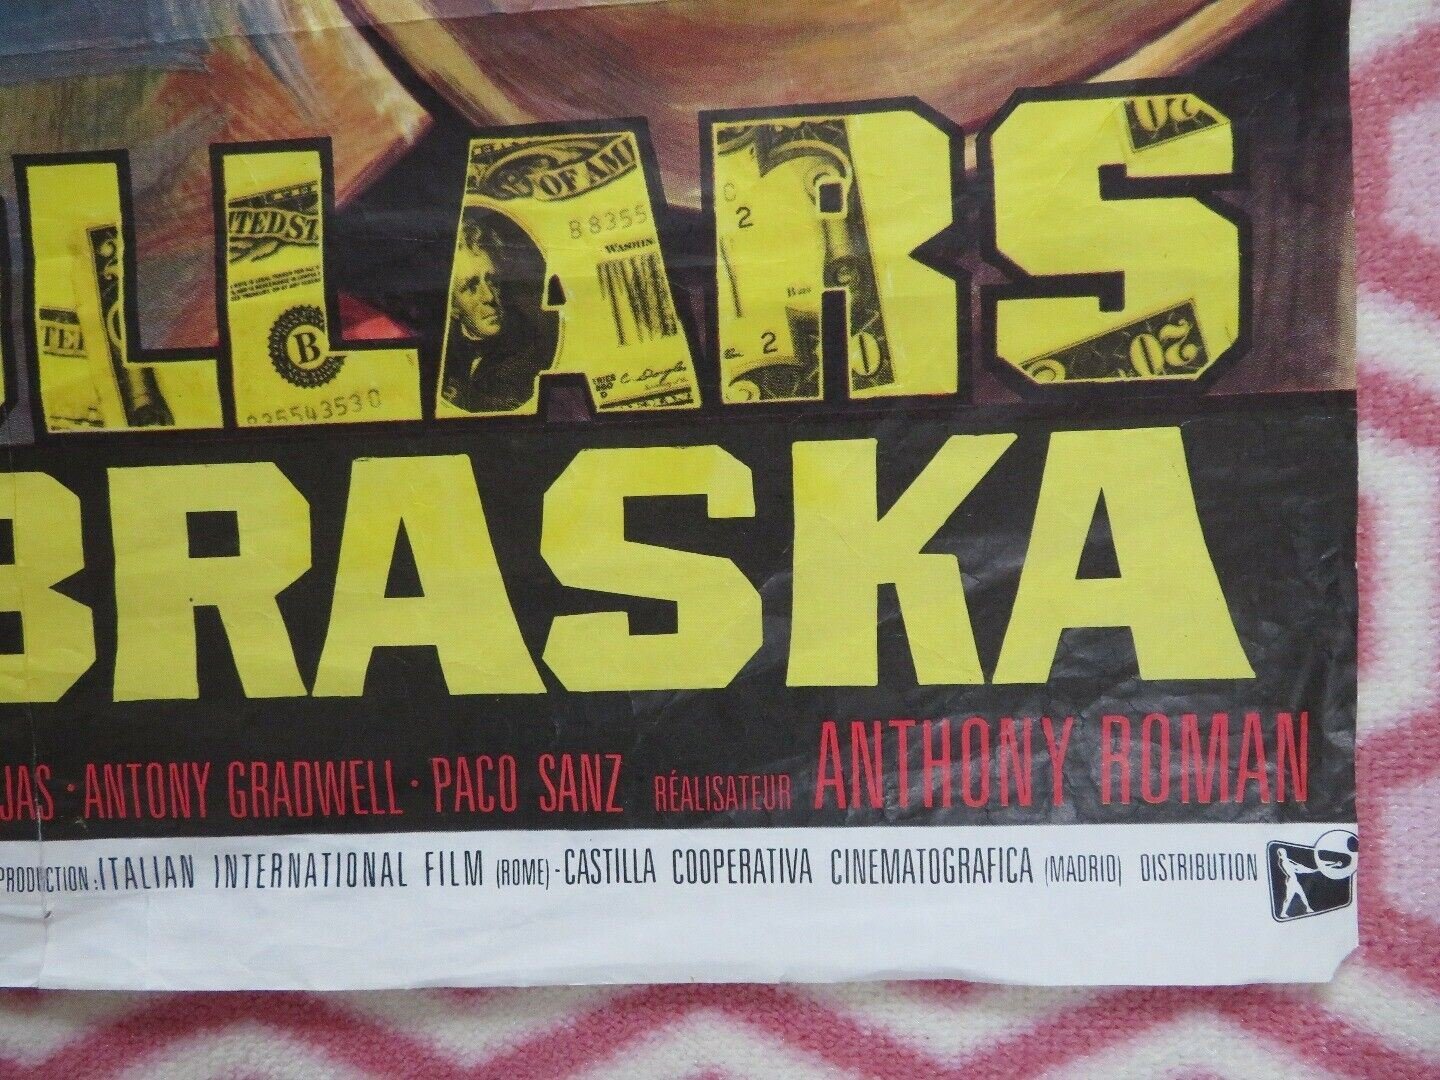 OLLARS
BRASKA
JAS · ANTONY GRADWELL · PACO SANZ RÉALISATEUR ANTHONY ROMAN
PRODUCTION : ITALIAN INTERNATIONAL FILM (ROME) - CASTILLA COOPERATIVA CINEMATOGRAFICA (MADRID) DISTRIBUTION